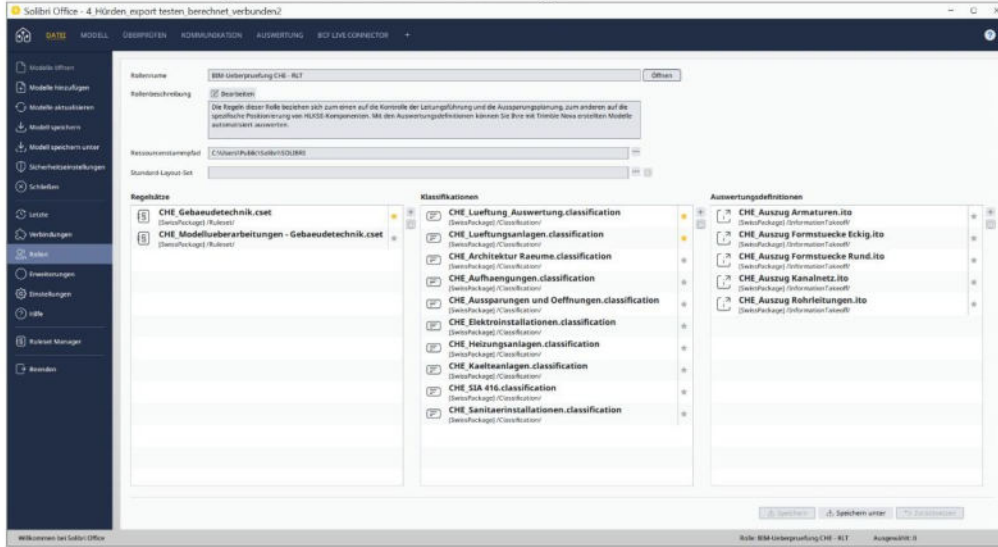 Solibri Office - 4_Hürden_export testen_berechnet_verbunden2
DATEI MODELL ÜBERPRÜFEN KOMMUNIKATION AUSWERTUNG BCF LIVE CONNECTOR +
Modelle öffnen
Modelle hinzufügen
Modelle aktualisieren
Modell speichern
Modell speichern unter
Sicherheitseinstellungen
Schließen
Letzte
Verbindungen
Rollen
Erweiterungen
Einstellungen
Hilfe
Ruleset Manager
Beenden
Rollenname BIM-Ueberpruefung CHE - RLT Öffnen
Rollenbeschreibung Bearbeiten
Die Regeln dieser Rolle beziehen sich zum einen auf die Kontrolle der Leitungsführung und die Aussparungsplanung, zum anderen auf die
spezifische Positionierung von HLKSE-Komponenten. Mit den Auswertungsdefinitionen können Sie Ihre mit Trimble Nova erstellten Modelle
automatisiert auswerten.
Ressourcenstammpfad C:\Users\Public\Solibri\SOLIBRI
Standard-Layout-Set
Regelsätze
CHE_Gebaeudetechnik.cset
[SwissPackage]/Ruleset/
CHE_Modellueberarbeitungen - Gebaeudetechnik.cset
[SwissPackage]/Ruleset/
Klassifikationen
CHE_Lueftung_Auswertung.classification
[SwissPackage]/Classification/
CHE_Lueftungsanlagen.classification
[SwissPackage]/Classification/
CHE_Architektur Raeume.classification
[SwissPackage]/Classification/
CHE_Aufhaengungen.classification
[SwissPackage]/Classification/
CHE_Aussparungen und Oeffnungen.classification
[SwissPackage]/Classification/
CHE_Elektroinstallationen.classification
[SwissPackage]/Classification/
CHE_Heizungsanlagen.classification
[SwissPackage]/Classification/
CHE_Kaelteanlagen.classification
[SwissPackage]/Classification/
CHE_SIA 416.classification
[SwissPackage]/Classification/
CHE_Sanitaerinstallationen.classification
[SwissPackage]/Classification/
Auswertungsdefinitionen
CHE_Auszug Armaturen.ito
[SwissPackage]/InformationTakeoff/
CHE_Auszug Formstuecke Eckig.ito
[SwissPackage]/InformationTakeoff/
CHE_Auszug Formstuecke Rund.ito
[SwissPackage]/InformationTakeoff/
CHE_Auszug Kanalnetz.ito
[SwissPackage]/InformationTakeoff/
CHE_Auszug Rohrleitungen.ito
[SwissPackage]/InformationTakeoff/
Speichern Speichern unter Zurücksetzen
Willkommen bei Solibri Office Rolle: BIM-Ueberpruefung CHE - RLT Ausgewählt: 0